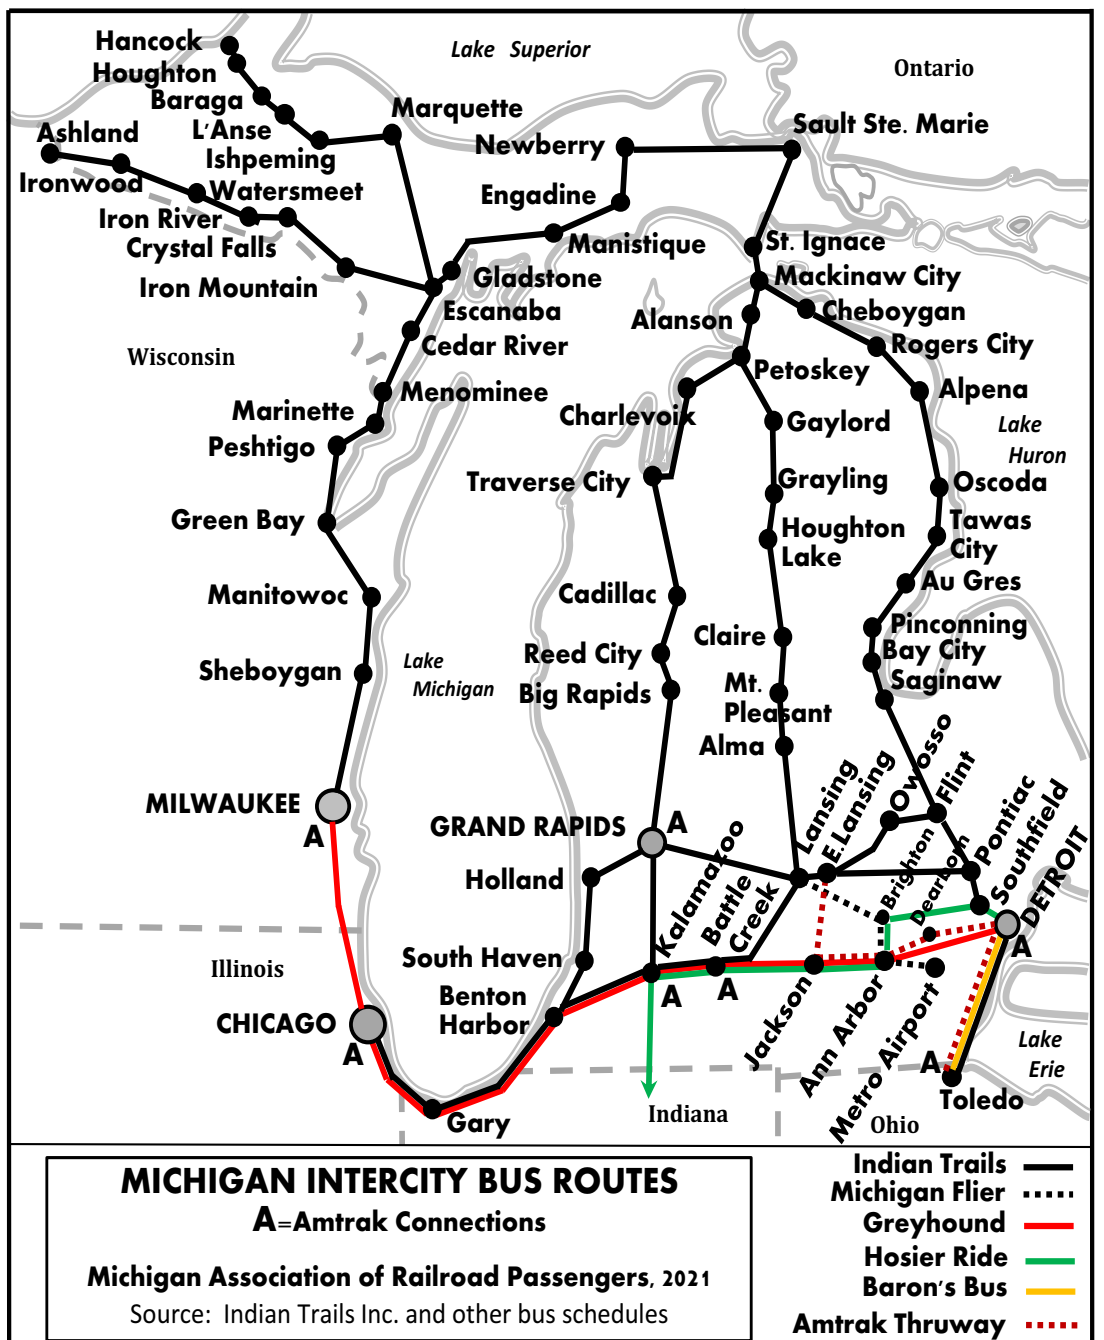 Hancock
Lake Superior
Houghton
Ontario
Baraga
Marquette
L'Anse
Sault Ste. Marie
Ashland
Newberry
Ishpeming
Ironwood
Watersmeet
Engadine
Iron River
Crystal Falls
Manistique
St. Ignace
Iron Mountain
Gladstone
Mackinaw City
Escanaba
Alanson
Cheboygan
Cedar River
Rogers City
Wisconsin
Petoskey
Menominee
Alpena
Marinette
Charlevoix
Gaylord
Lake
Huron
Peshtigo
Traverse City
Grayling
Oscoda
Green Bay
Houghton
Lake
Tawas
City
Manitowoc
Cadillac
Au Gres
Claire
Pinconning
Reed City
Bay City
Sheboygan
Lake
Michigan
Big Rapids
Mt.
Pleasant
Saginaw
Alma
MILWAUKEE
A
GRAND RAPIDS
A
Lansing
E.Lansing
Owosso
Flint
Brighton
Dearborn
Pontiac
Southfield
DETROIT
A
Holland
Kalamazoo
A
Battle
Creek
A
South Haven
Illinois
Benton
Harbor
CHICAGO
A
Jackson
Ann Arbor
Metro Airport
Lake
Erie
A
Toledo
Gary
Indiana
Ohio
MICHIGAN INTERCITY BUS ROUTES
A=Amtrak Connections
Michigan Association of Railroad Passengers, 2021
Source: Indian Trails Inc. and other bus schedules
Indian Trails
Michigan Flier
Greyhound
Hosier Ride
Baron's Bus
Amtrak Thruway